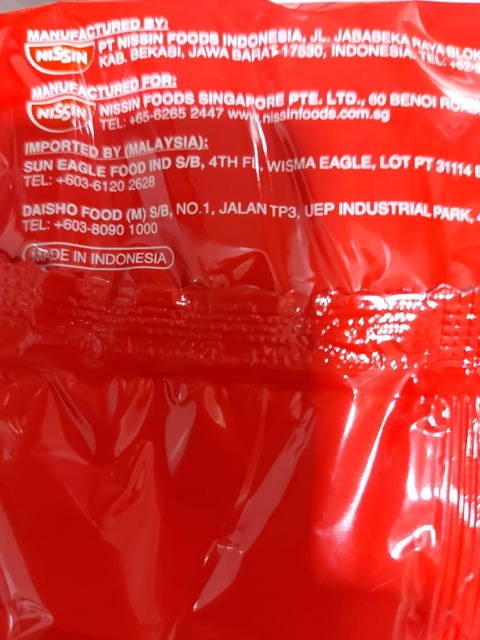 MANUFACTURED BY:
NISSIN
PT NISSIN FOODS INDONESIA, JL. JABABEKA RAYA BLOK
KAB. BEKASI, JAWA BARAT 17530, INDONESIA. TEL: +62-2
MANUFACTURED FOR:
NISSIN
NISSIN FOODS SINGAPORE PTE. LTD., 60 BENOI ROAD
TEL: +65-6265 2447 www.nissinfoods.com.sg
IMPORTED BY (MALAYSIA):
SUN EAGLE FOOD IND S/B, 4TH FL, WISMA EAGLE, LOT PT 31114
TEL: +603-6120 2628
DAISHO FOOD (M) S/B, NO.1, JALAN TP3, UEP INDUSTRIAL PARK,
TEL: +603-8090 1000
MADE IN INDONESIA